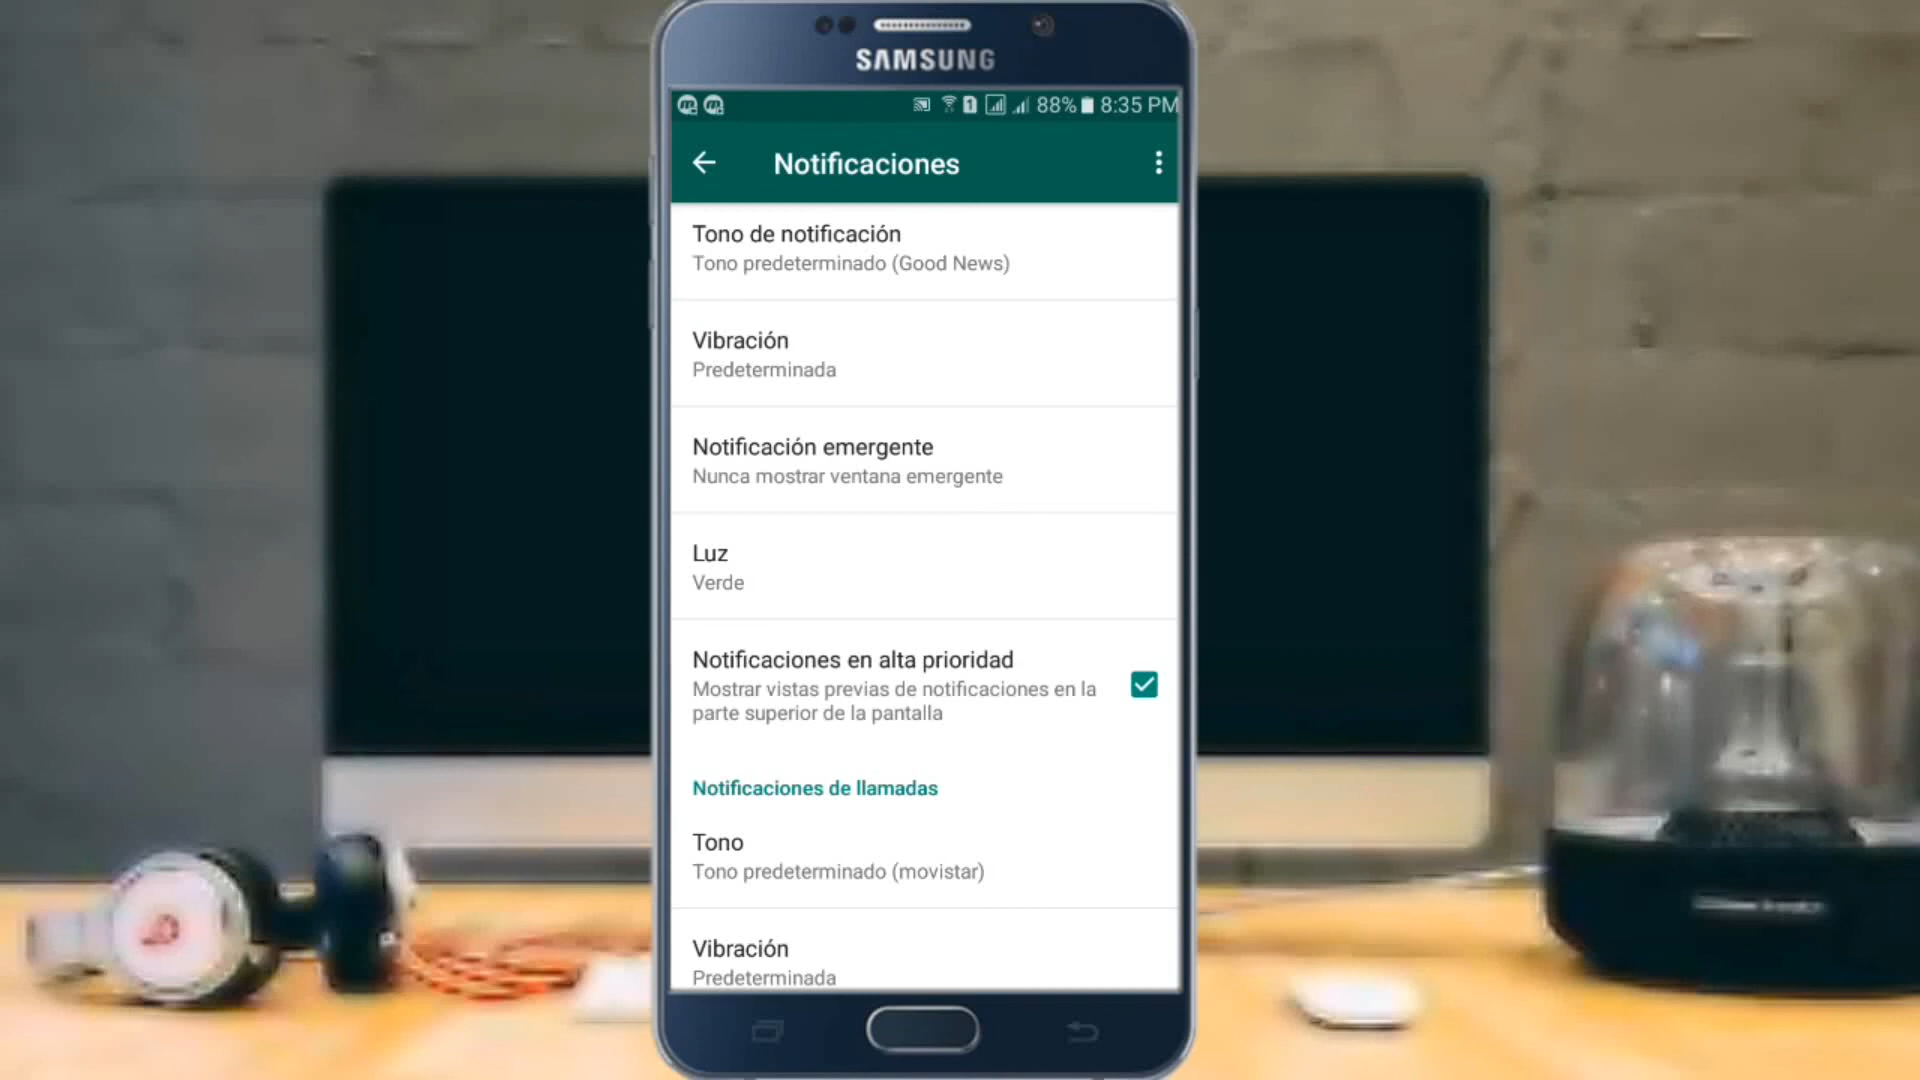 SAMSUNG
1 88% 8:35 PM
Notificaciones
Tono de notificación
Tono predeterminado (Good News)
Vibración
Predeterminada
Notificación emergente
Nunca mostrar ventana emergente
Luz
Verde
Notificaciones en alta prioridad
Mostrar vistas previas de notificaciones en la
parte superior de la pantalla
Notificaciones de llamadas
Tono
Tono predeterminado (movistar)
Vibración
Predeterminada